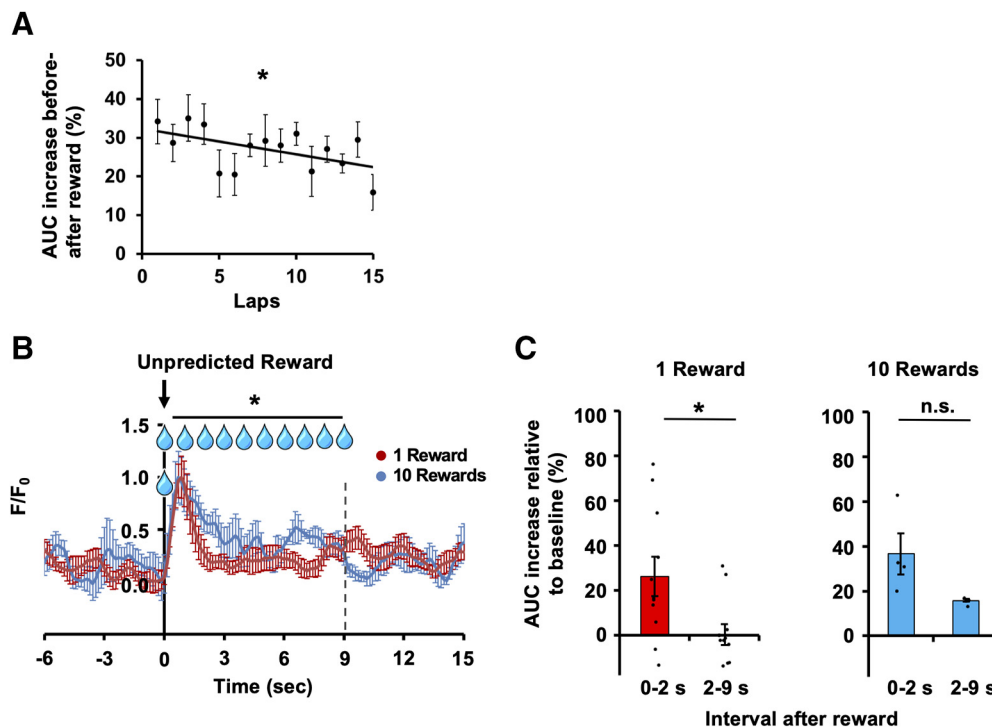 A
AUC increase before-
after reward (%)
50
40
30
20
10
0
*
0
5
10
15
Laps
B
Unpredicted Reward
*
1.5
1.0
0.5
0.0
F/F0
1 Reward
10 Rewards
-6
-3
0
3
6
9
12
15
Time (sec)
C
1 Reward
10 Rewards
AUC increase relative
to baseline (%)
100
80
60
40
20
0
*
0-2 s
2-9 s
100
80
60
40
20
0
n.s.
0-2 s
2-9 s
Interval after reward